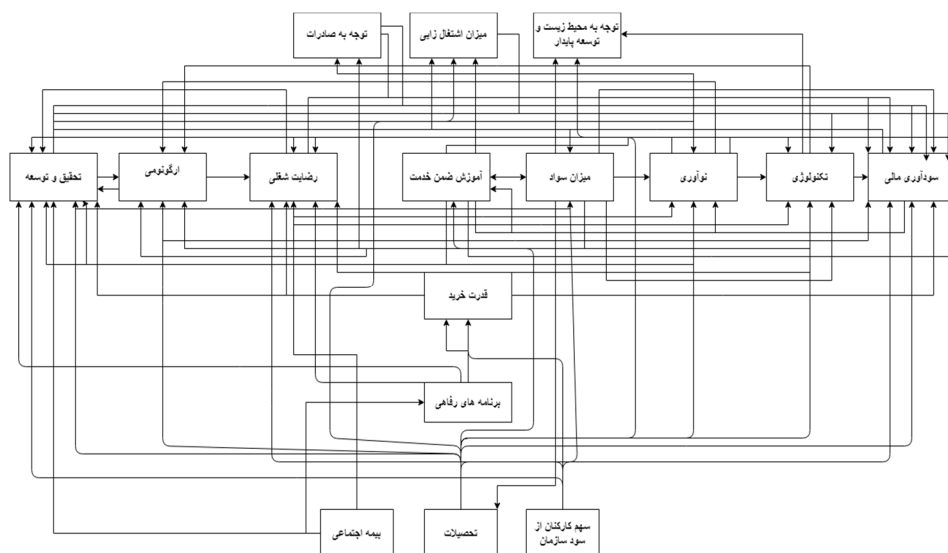 توجه به محیط زیست و
توسعه پایدار
میزان اشتغال زایی
توجه به صادرات
سودآوری مالی
تکنولوژی
نوآوری
میزان سواد
آموزش ضمن خدمت
رضایت شغلی
ارگونومی
تحقیق و توسعه
قدرت خرید
برنامه های رفاهی
سهم کارکنان از
سود سازمان
تحصیلات
بیمه اجتماعی